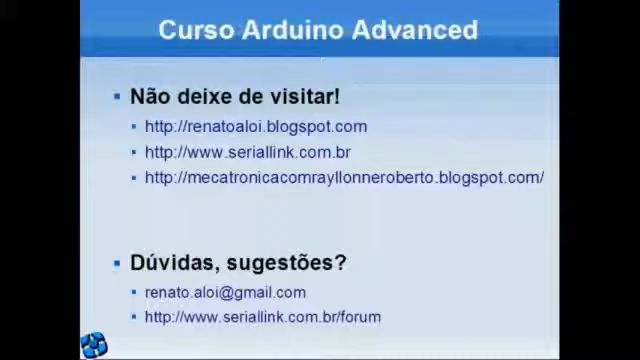 Curso Arduino Advanced
Não deixe de visitar!
http://renatoaloi.blogspot.com
http://www.seriallink.com.br
http://mecatronicacomrayllonneroberto.blogspot.com/
Dúvidas, sugestões?
renato.aloi@gmail.com
http://www.seriallink.com.br/forum